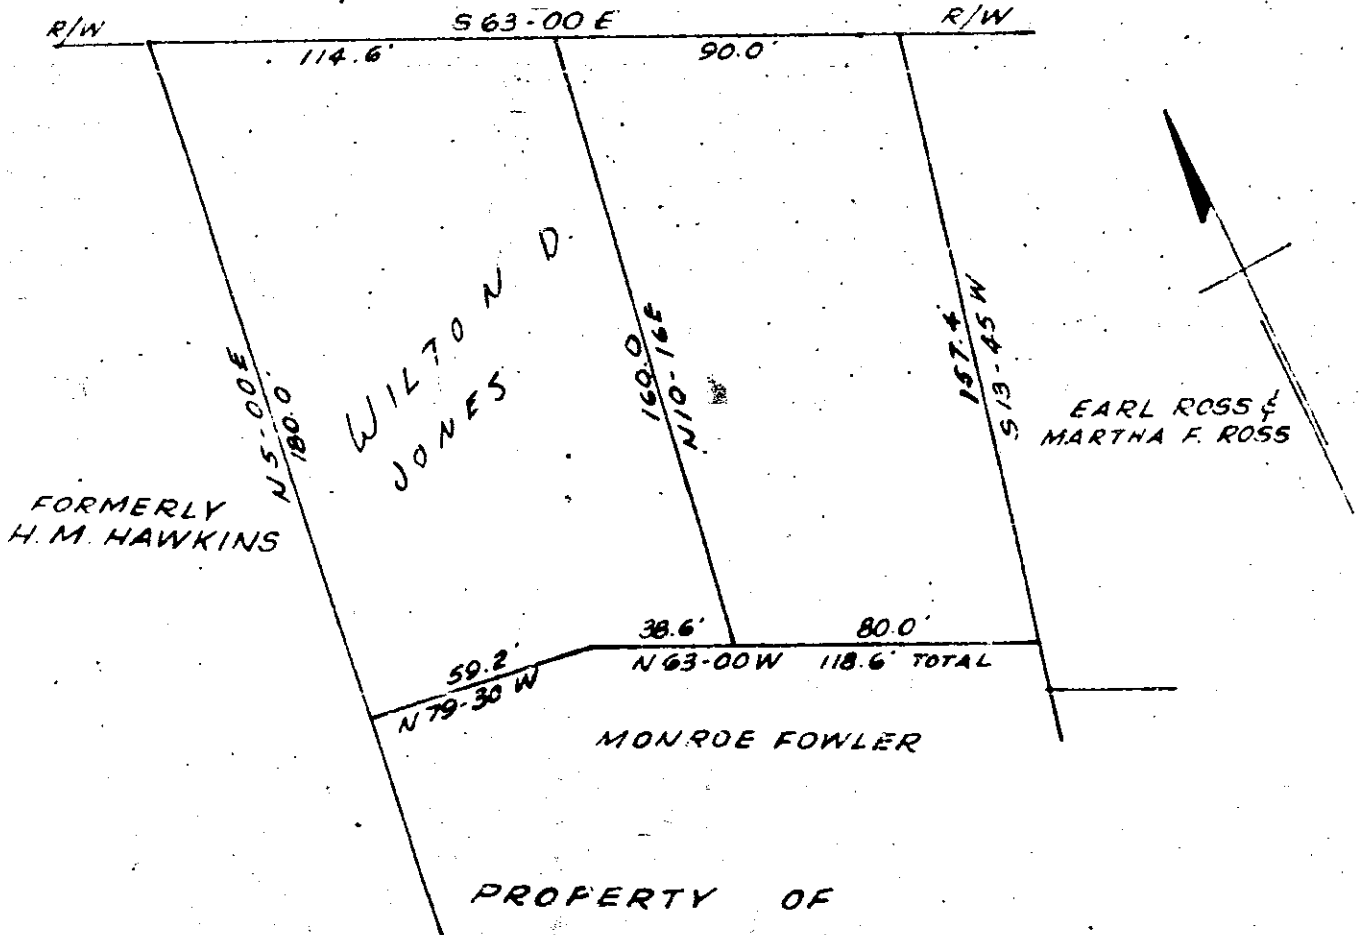 R/W
S 63-00 E
R/W
114.6'
90.0'
WILTON D.
JONES
N 5-00 E
180.0'
160.0
N 10-16 E
157.4'
S 13-45 W
EARL ROSS &
MARTHA F. ROSS
FORMERLY
H. M. HAWKINS
59.2'
N 79-30 W
38.6'
80.0'
N 63-00 W 118.6' TOTAL
MONROE FOWLER
PROPERTY OF